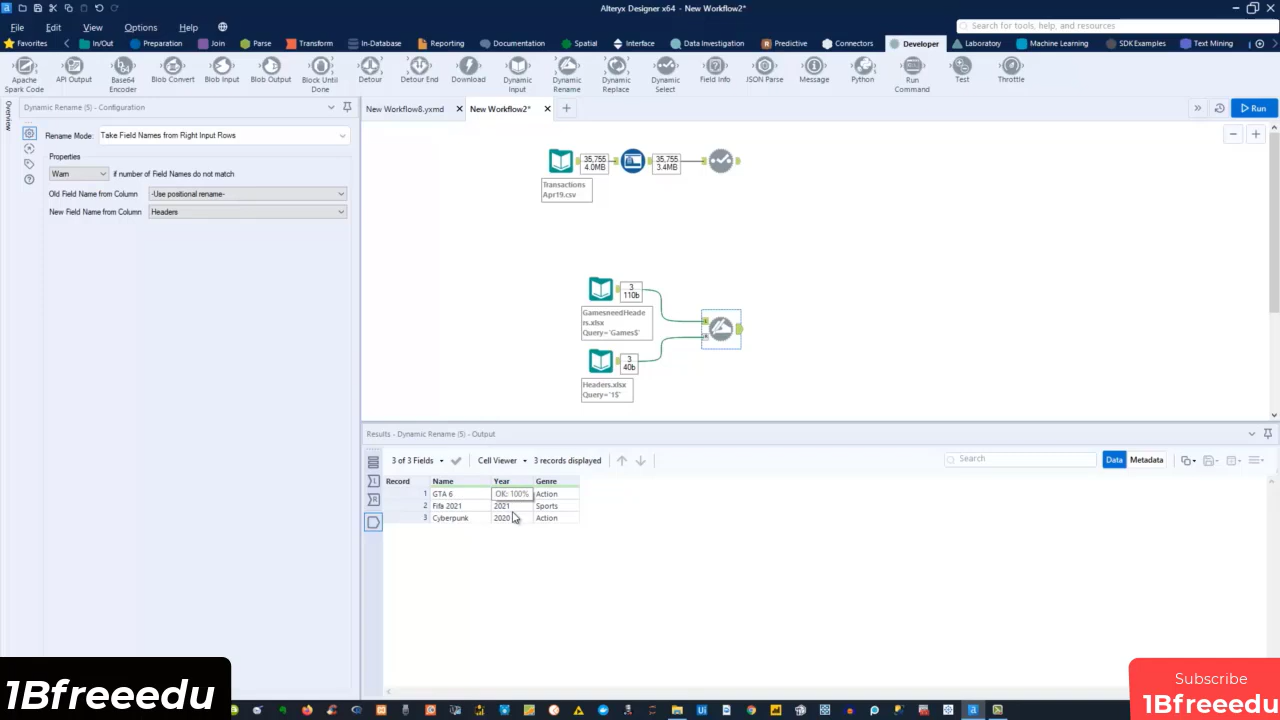 Alteryx Designer x64 - New Workflow2*
File Edit View Options Help
Search for tools, help, and resources
Favorites In/Out Preparation Join Parse Transform In-Database Reporting Documentation Spatial Interface Data Investigation Predictive Connectors Developer Laboratory Machine Learning SDK Examples Text Mining
Apache Spark Code
API Output
Base64 Encoder
Blob Convert
Blob Input
Blob Output
Block Until Done
Detour
Detour End
Download
Dynamic Input
Dynamic Rename
Dynamic Replace
Dynamic Select
Field Info
JSON Parse
Message
Python
Run Command
Test
Throttle
Overview
Dynamic Rename (5) - Configuration
New Workflow8.yxmd New Workflow2* Run
Rename Mode: Take Field Names from Right Input Rows
Properties
Warn if number of Field Names do not match
Old Field Name from Column -Use positional rename-
New Field Name from Column Headers
35,755
4.0MB
35,755
3.4MB
Transactions
Apr19.csv
3
110b
GamesneedHeade
rs.xlsx
Query=`Games$`
3
40b
Headers.xlsx
Query=`'1$'`
Results - Dynamic Rename (5) - Output
3 of 3 Fields Cell Viewer 3 records displayed Search Data Metadata
Record Name Year Genre
1 GTA 6 OK: 100% Action
2 Fifa 2021 2021 Sports
3 Cyberpunk 2020 Action
1Bfreeedu
Subscribe
1Bfreeedu